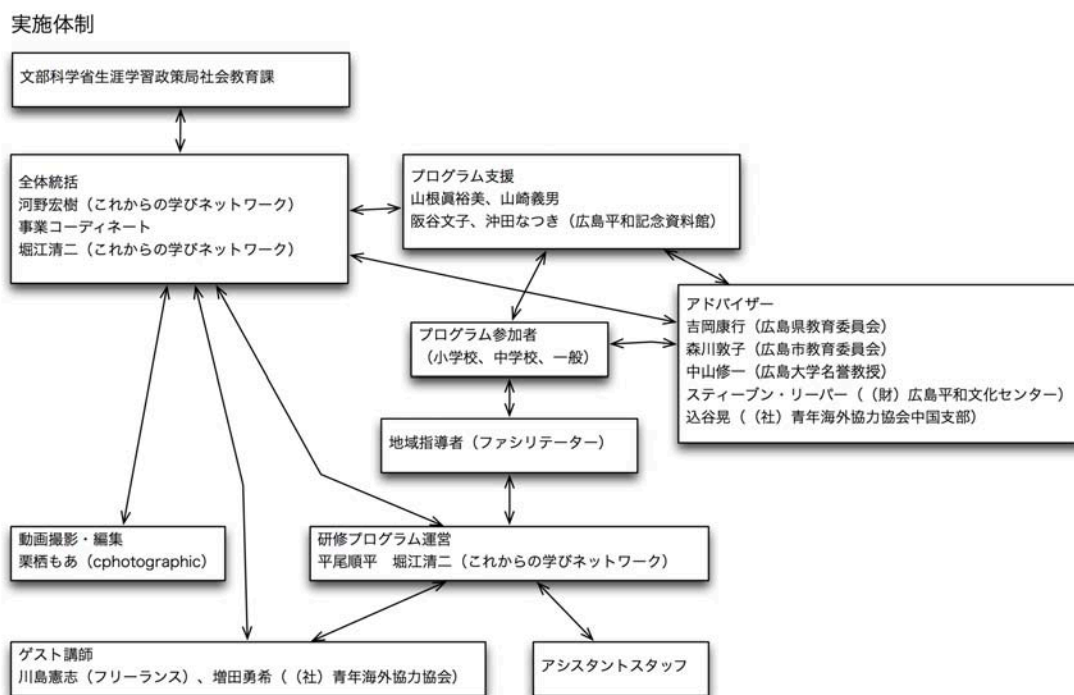 実施体制
文部科学省生涯学習政策局社会教育課
全体統括
河野宏樹（これからの学びネットワーク）
事業コーディネート
堀江清二（これからの学びネットワーク）
プログラム支援
山根眞裕美、山崎義男
阪谷文子、沖田なつき（広島平和記念資料館）
アドバイザー
吉岡康行（広島県教育委員会）
森川敦子（広島市教育委員会）
中山修一（広島大学名誉教授）
スティーブン・リーパー（（財）広島平和文化センター）
込谷晃（（社）青年海外協力協会中国支部）
プログラム参加者
（小学校、中学校、一般）
地域指導者（ファシリテーター）
動画撮影・編集
栗栖もあ（cphotographic）
研修プログラム運営
平尾順平　堀江清二（これからの学びネットワーク）
ゲスト講師
川島憲志（フリーランス）、増田勇希（（社）青年海外協力協会）
アシスタントスタッフ